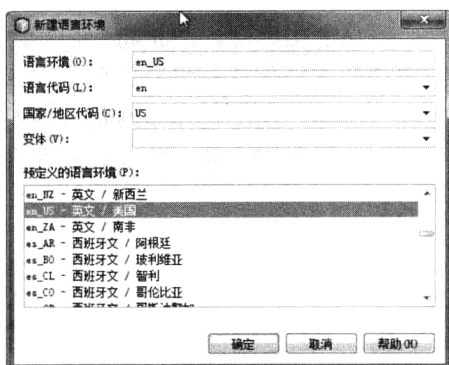 新建语言环境
语言环境(O): en_US
语言代码(L): en
国家/地区代码(C): US
变体(V):
预定义的语言环境(P):
en_NZ - 英文 / 新西兰
en_US - 英文 / 美国
en_ZA - 英文 / 南非
es_AR - 西班牙文 / 阿根廷
es_BO - 西班牙文 / 玻利维亚
es_CL - 西班牙文 / 智利
es_CO - 西班牙文 / 哥伦比亚
西班牙文 /
确定 取消 帮助(H)